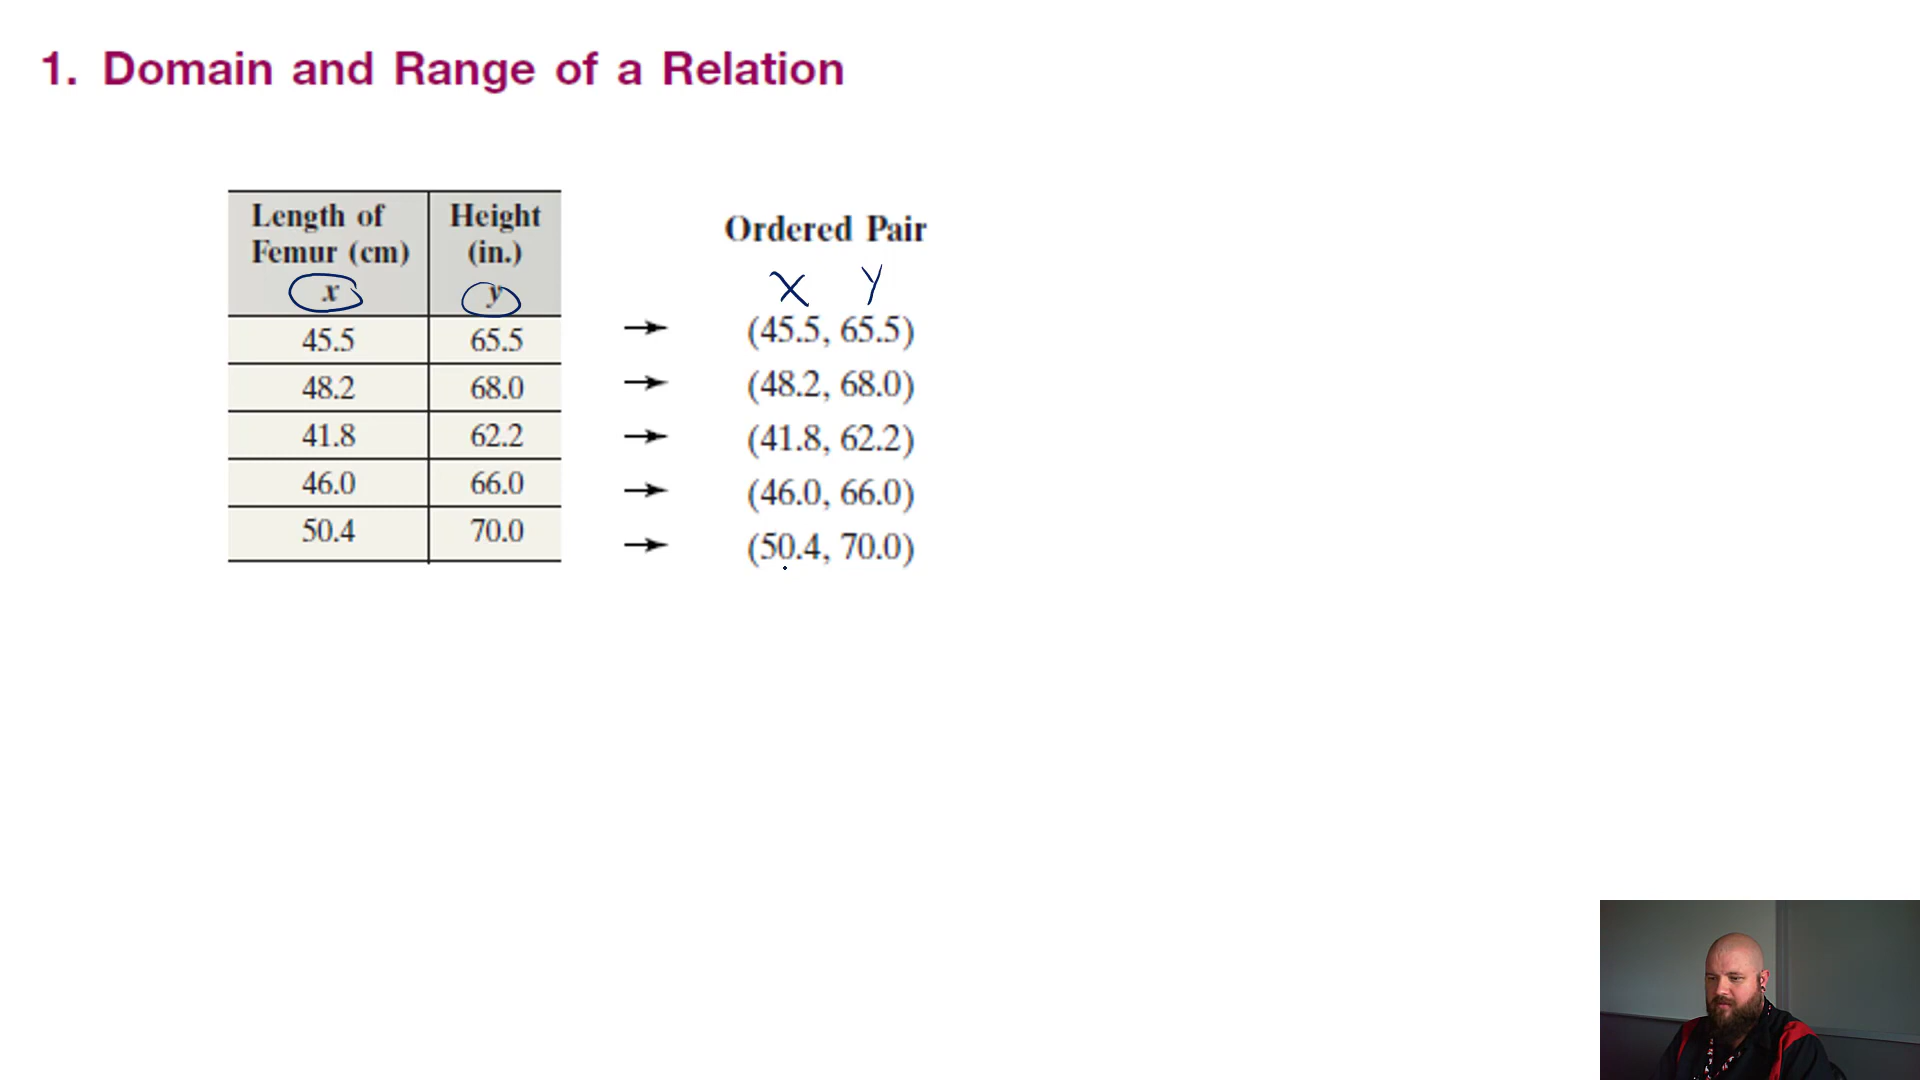 1. Domain and Range of a Relation
Length of Femur (cm) x
Height (in.) y
45.5 65.5
48.2 68.0
41.8 62.2
46.0 66.0
50.4 70.0
Ordered Pair
X Y
→ (45.5, 65.5)
→ (48.2, 68.0)
→ (41.8, 62.2)
→ (46.0, 66.0)
→ (50.4, 70.0)